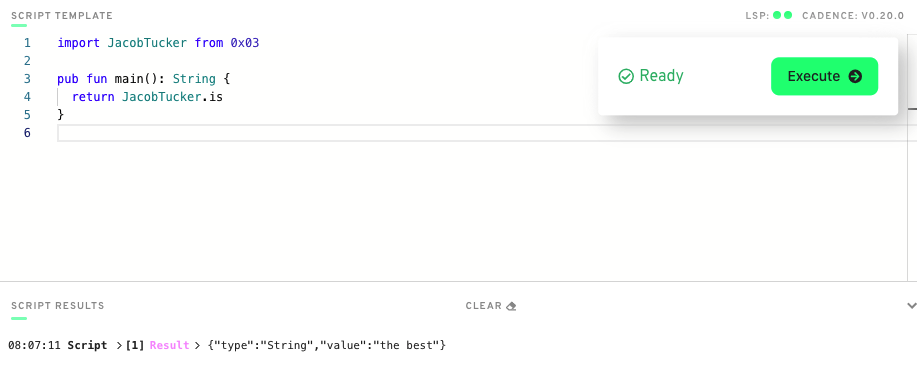 SCRIPT TEMPLATE
LSP: CADENCE: V0.20.0
1 import JacobTucker from 0x03
2
3 pub fun main(): String {
4 return JacobTucker.is
5 }
6
Ready
Execute
SCRIPT RESULTS
CLEAR
08:07:11 Script >[1] Result > {"type":"String","value":"the best"}